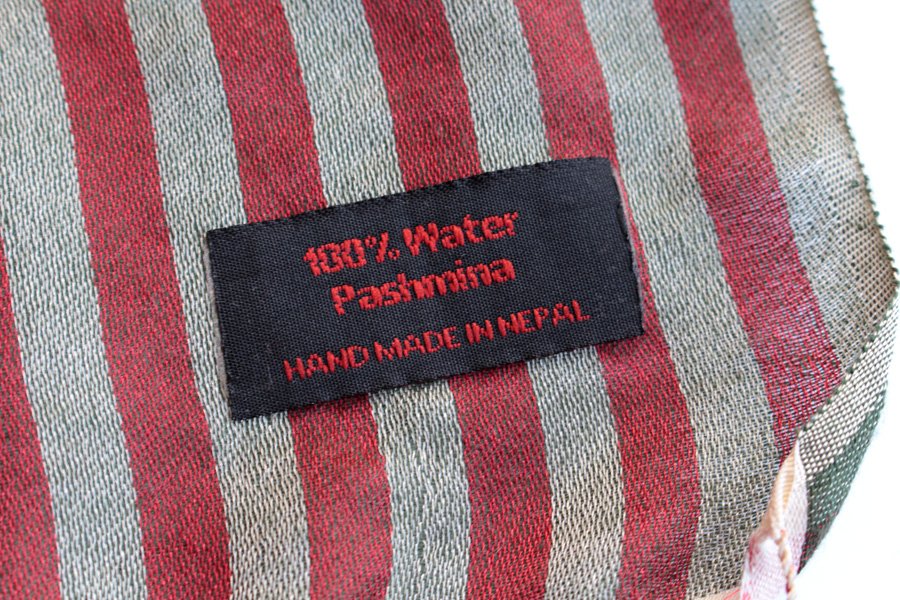 100% Water
Pashmina
HAND MADE IN NEPAL